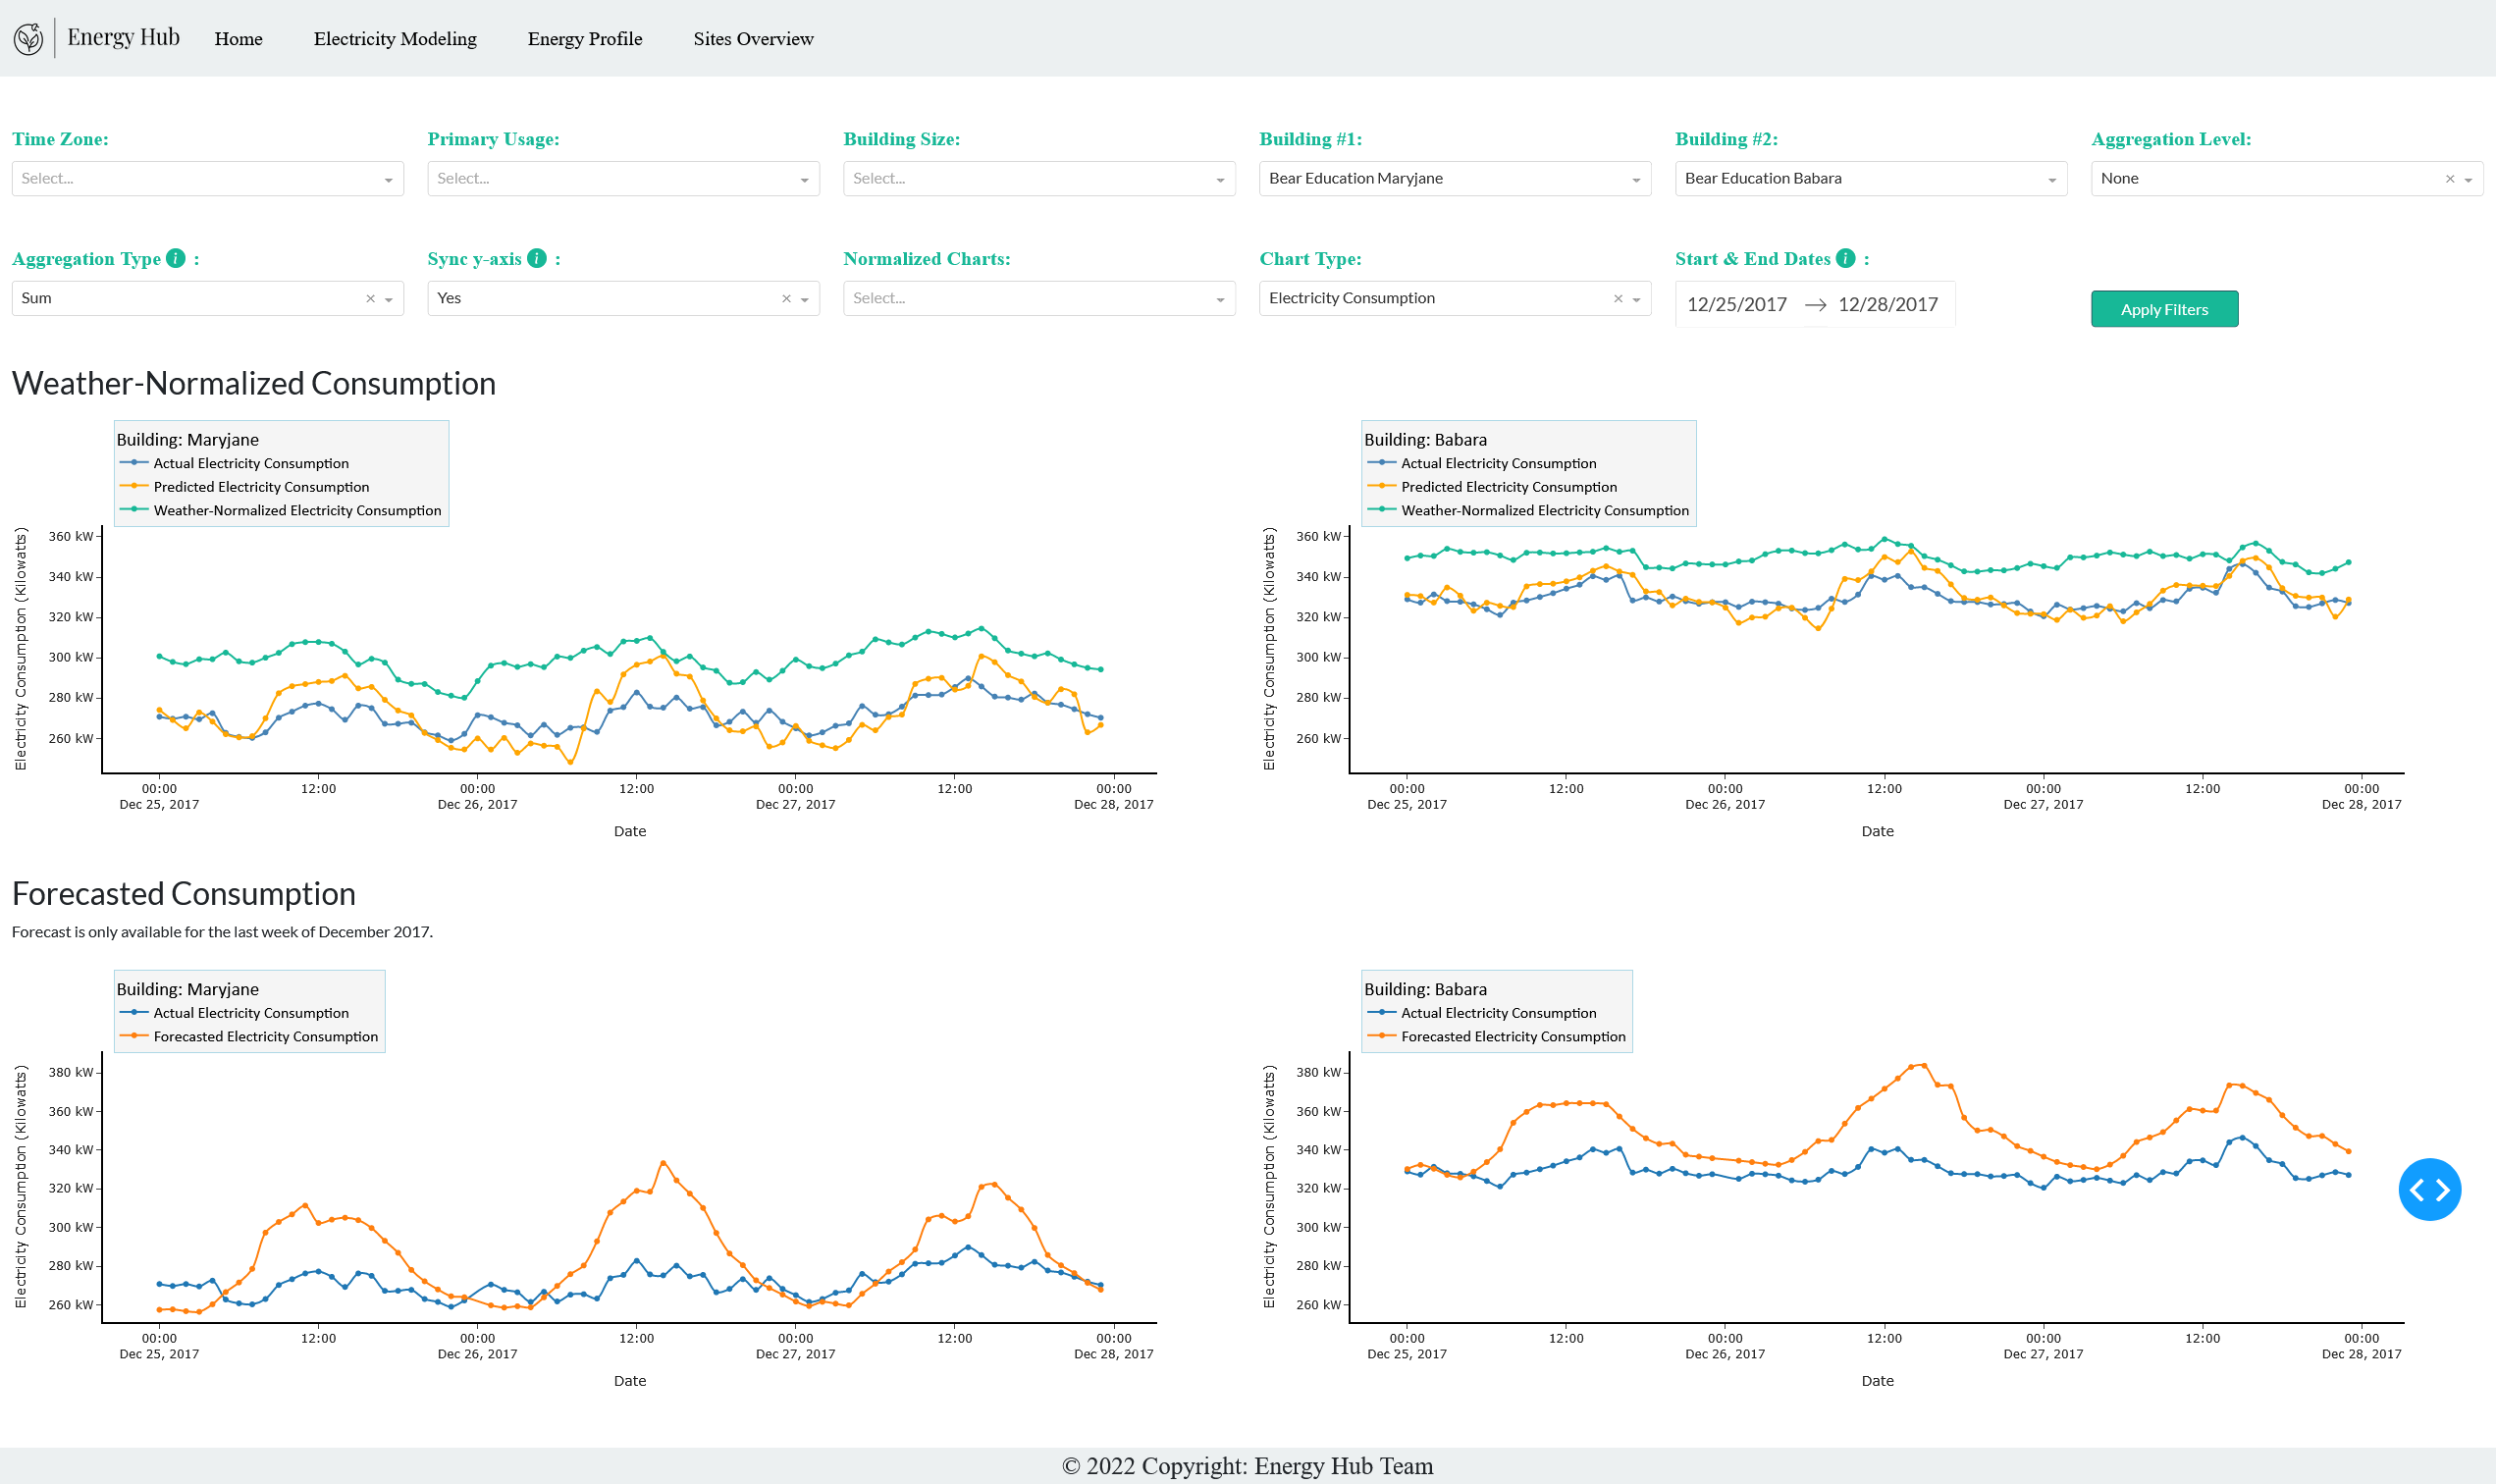 Energy Hub Home Electricity Modeling Energy Profile Sites Overview
Time Zone: Primary Usage: Building Size: Building #1: Building #2: Aggregation Level:
Select... Select... Select... Bear Education Maryjane Bear Education Babara None ×
Aggregation Type i : Sync y-axis i : Normalized Charts: Chart Type: Start & End Dates i :
Sum × Yes × Select... Electricity Consumption × 12/25/2017 → 12/28/2017 Apply Filters
Weather-Normalized Consumption
Building: Maryjane
Actual Electricity Consumption
Predicted Electricity Consumption
Weather-Normalized Electricity Consumption
Electricity Consumption (Kilowatts)
360 kW
340 kW
320 kW
300 kW
280 kW
260 kW
00:00 12:00 00:00 12:00 00:00 12:00 00:00
Dec 25, 2017 Dec 26, 2017 Dec 27, 2017 Dec 28, 2017
Date
Building: Babara
Actual Electricity Consumption
Predicted Electricity Consumption
Weather-Normalized Electricity Consumption
Electricity Consumption (Kilowatts)
360 kW
340 kW
320 kW
300 kW
280 kW
260 kW
00:00 12:00 00:00 12:00 00:00 12:00 00:00
Dec 25, 2017 Dec 26, 2017 Dec 27, 2017 Dec 28, 2017
Date
Forecasted Consumption
Forecast is only available for the last week of December 2017.
Building: Maryjane
Actual Electricity Consumption
Forecasted Electricity Consumption
Electricity Consumption (Kilowatts)
380 kW
360 kW
340 kW
320 kW
300 kW
280 kW
260 kW
00:00 12:00 00:00 12:00 00:00 12:00 00:00
Dec 25, 2017 Dec 26, 2017 Dec 27, 2017 Dec 28, 2017
Date
Building: Babara
Actual Electricity Consumption
Forecasted Electricity Consumption
Electricity Consumption (Kilowatts)
380 kW
360 kW
340 kW
320 kW
300 kW
280 kW
260 kW
00:00 12:00 00:00 12:00 00:00 12:00 00:00
Dec 25, 2017 Dec 26, 2017 Dec 27, 2017 Dec 28, 2017
Date
© 2022 Copyright: Energy Hub Team